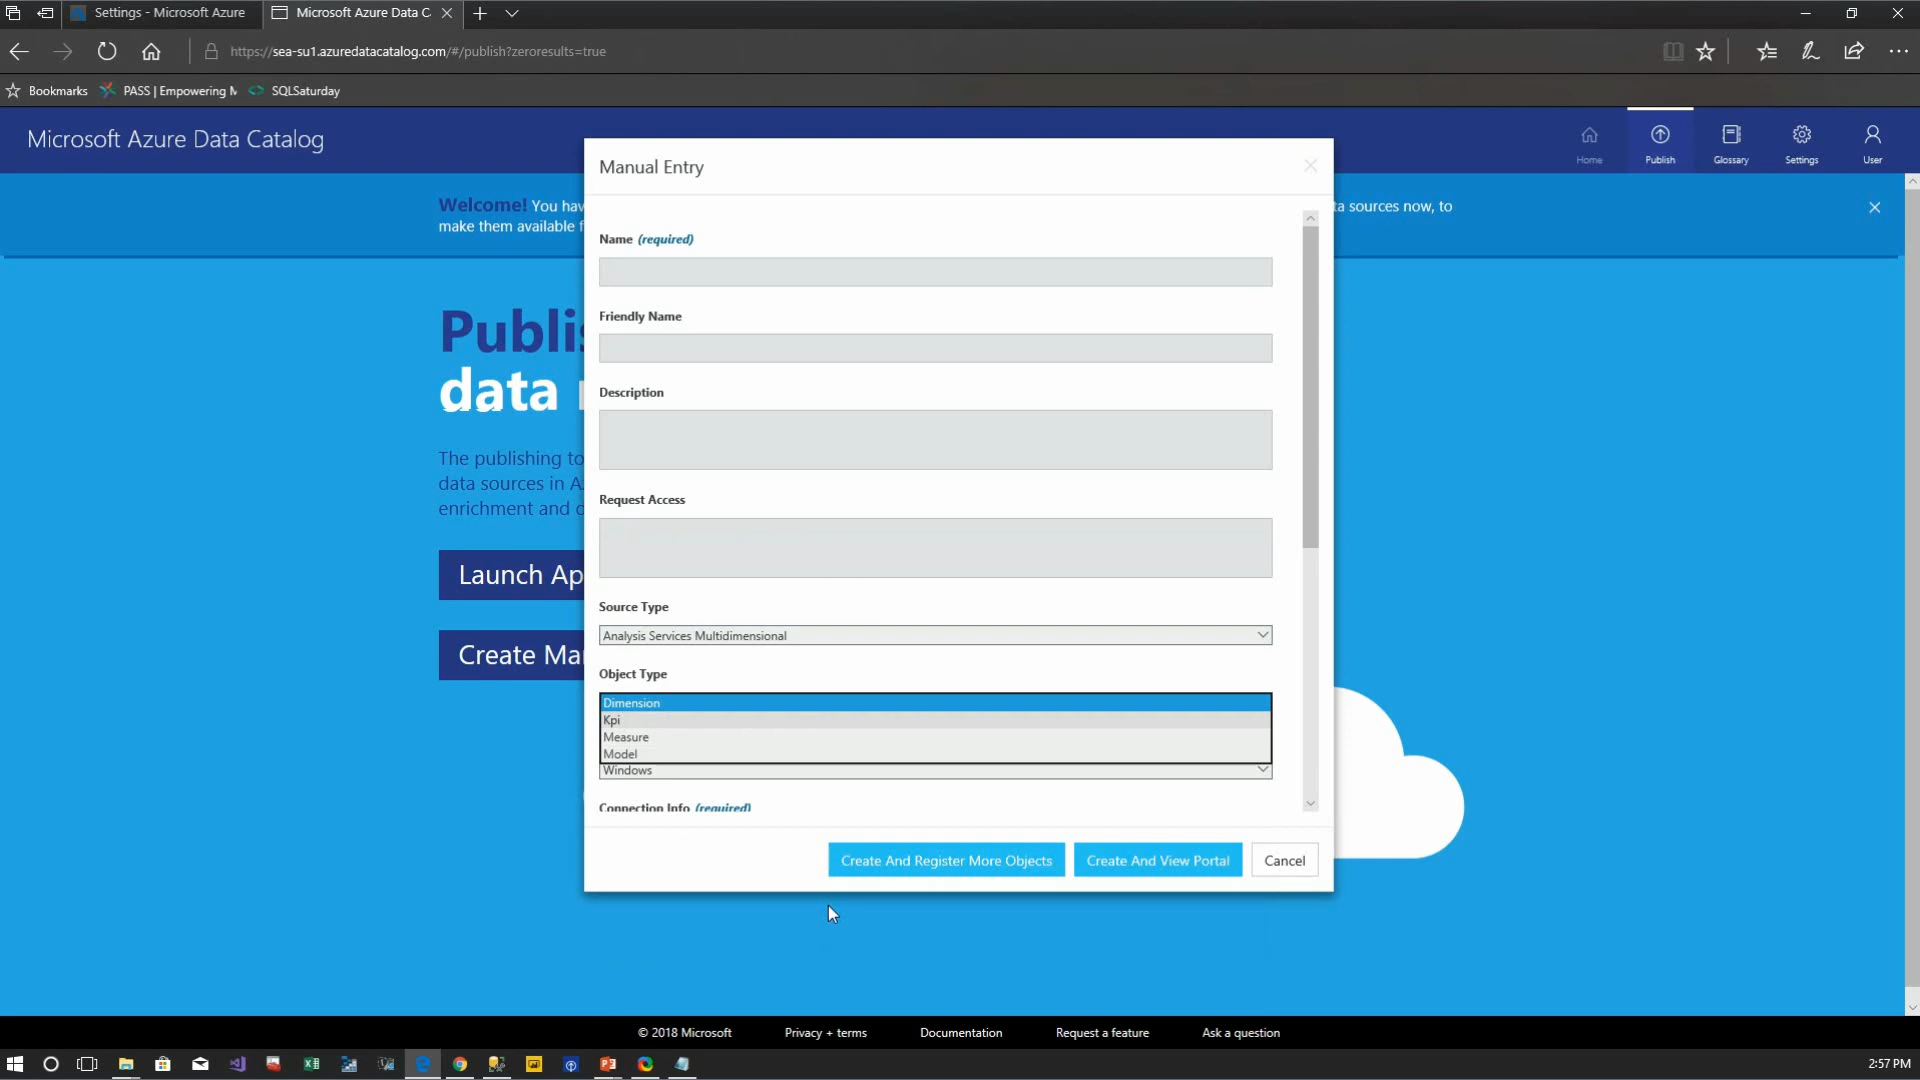 Settings - Microsoft Azure
Microsoft Azure Data C
https://sea-su1.azuredatacatalog.com/#/publish?zeroresults=true
Bookmarks
PASS | Empowering M
SQLSaturday
Microsoft Azure Data Catalog
Home
Publish
Glossary
Settings
User
Welcome! You hav
ta sources now, to
make them available f
Publis
data
The publishing to
data sources in A
enrichment and d
Launch Ap
Create Ma
Manual Entry
Name (required)
Friendly Name
Description
Request Access
Source Type
Analysis Services Multidimensional
Object Type
Dimension
Kpi
Measure
Model
Windows
Connection Info (required)
Create And Register More Objects
Create And View Portal
Cancel
© 2018 Microsoft
Privacy + terms
Documentation
Request a feature
Ask a question
2:57 PM